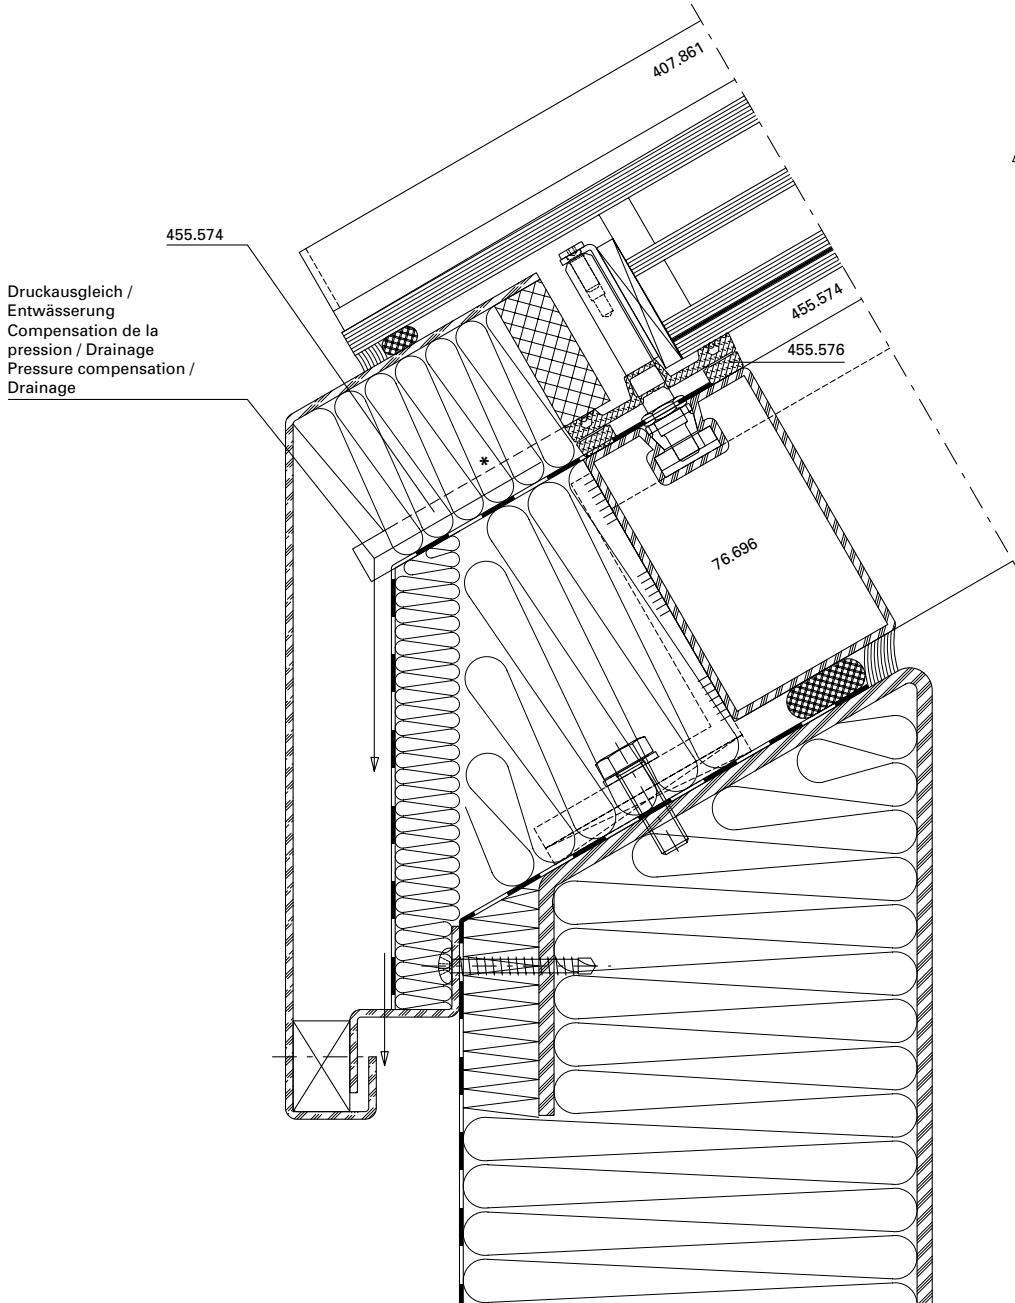 407.861
455.574
Druckausgleich /
Entwässerung
Compensation de la
pression / Drainage
Pressure compensation /
Drainage
455.574
455.576
*
76.696